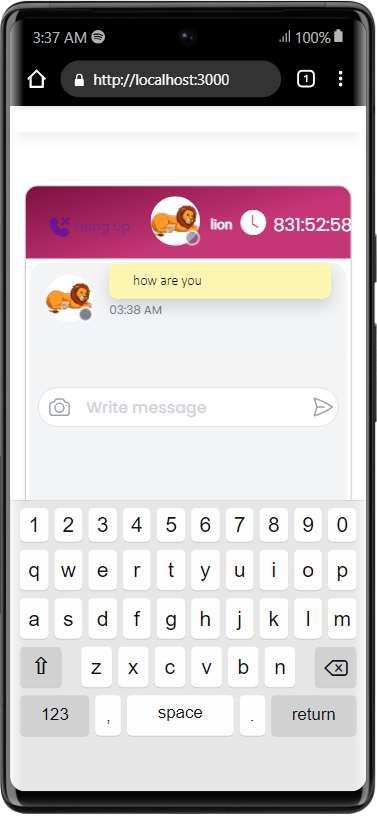 3:37 AM 100%
http://localhost:3000 1
Hang Up lion 831:52:58
how are you
03:38 AM
Write message
1 2 3 4 5 6 7 8 9 0
q w e r t y u i o p
a s d f g h j k l m
z x c v b n
123 , space . return